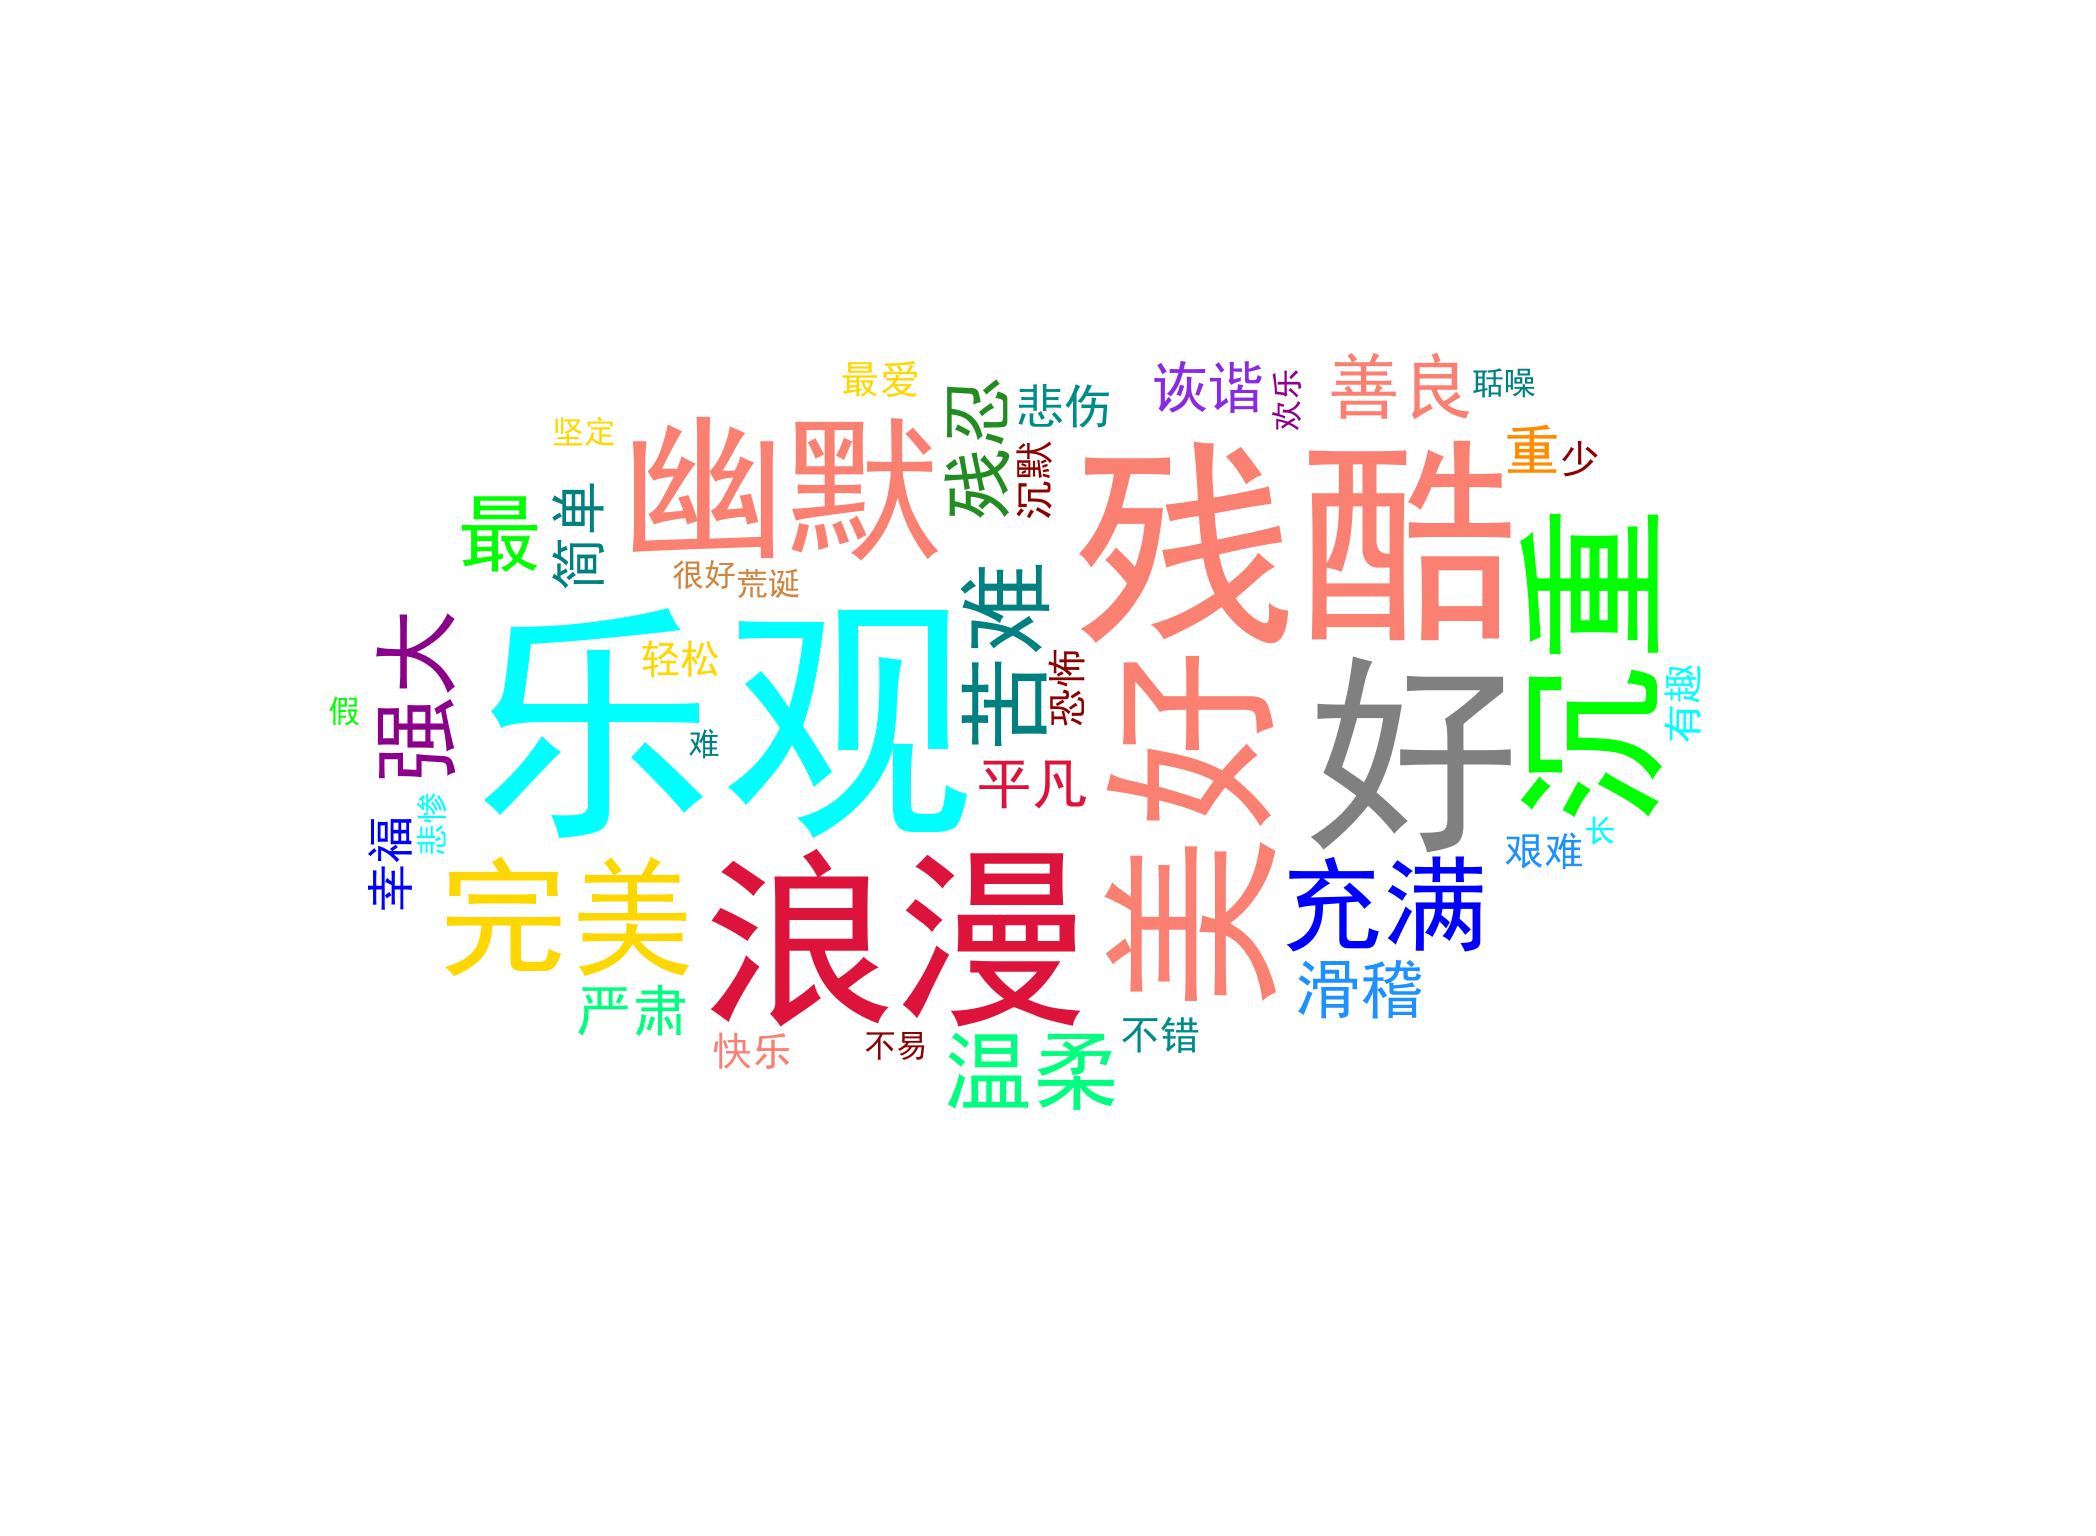 最爱
诙谐
欢乐
善良
聒噪
残忍
悲伤
坚定
幽默
沉默
残酷
重
少
最
简单
很好
荒诞
苦难
沉重
强大
乐观
轻松
恐怖
美好
好
有趣
假
难
平凡
幸福
悲惨
艰难
长
完美
浪漫
充满
严肃
滑稽
快乐
不易
温柔
不错